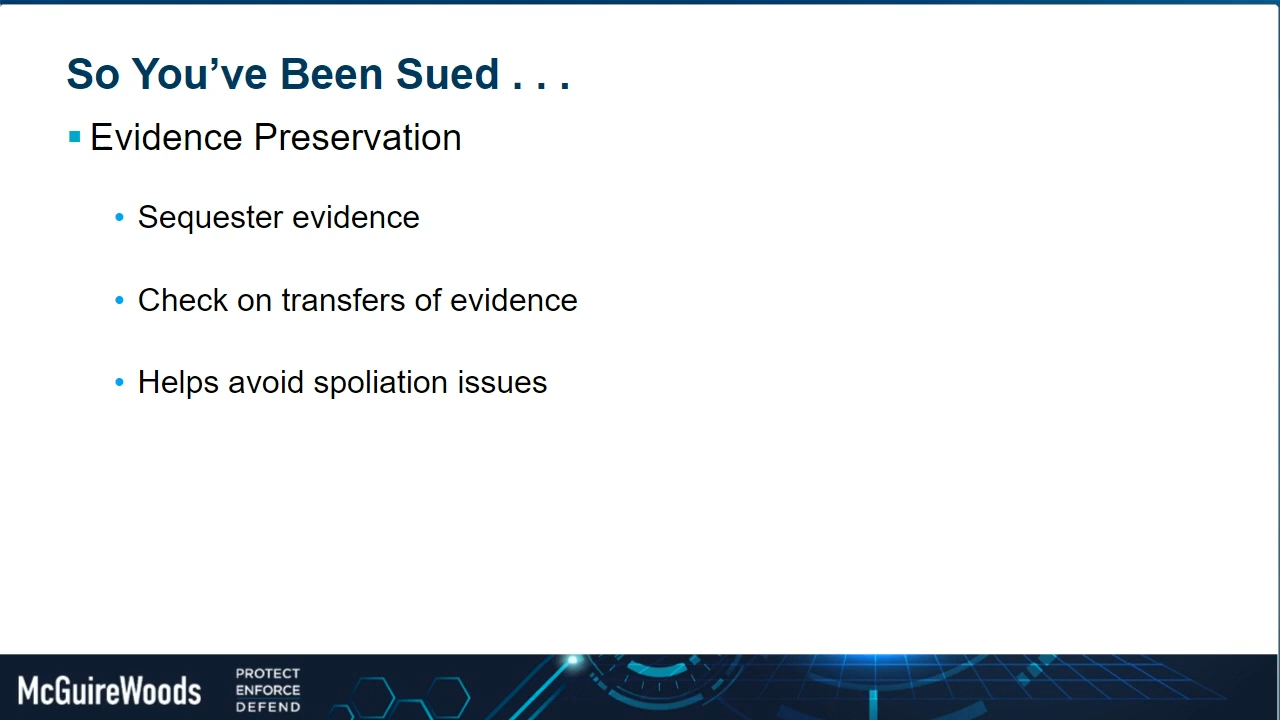 So You’ve Been Sued . . .
Evidence Preservation
Sequester evidence
Check on transfers of evidence
Helps avoid spoliation issues
McGuireWoods
PROTECT
ENFORCE
DEFEND